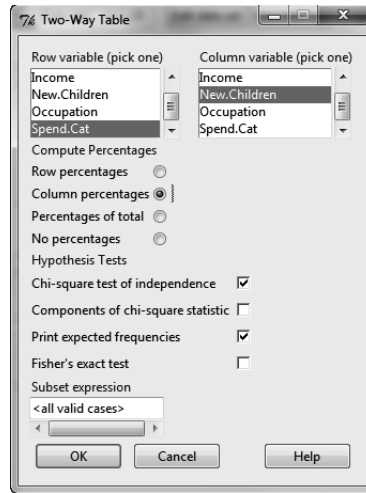 Two-Way Table
Row variable (pick one) Column variable (pick one)
Income Income
New.Children New.Children
Occupation Occupation
Spend.Cat Spend.Cat
Compute Percentages
Row percentages
Column percentages
Percentages of total
No percentages
Hypothesis Tests
Chi-square test of independence
Components of chi-square statistic
Print expected frequencies
Fisher's exact test
Subset expression
<all valid cases>
OK Cancel Help